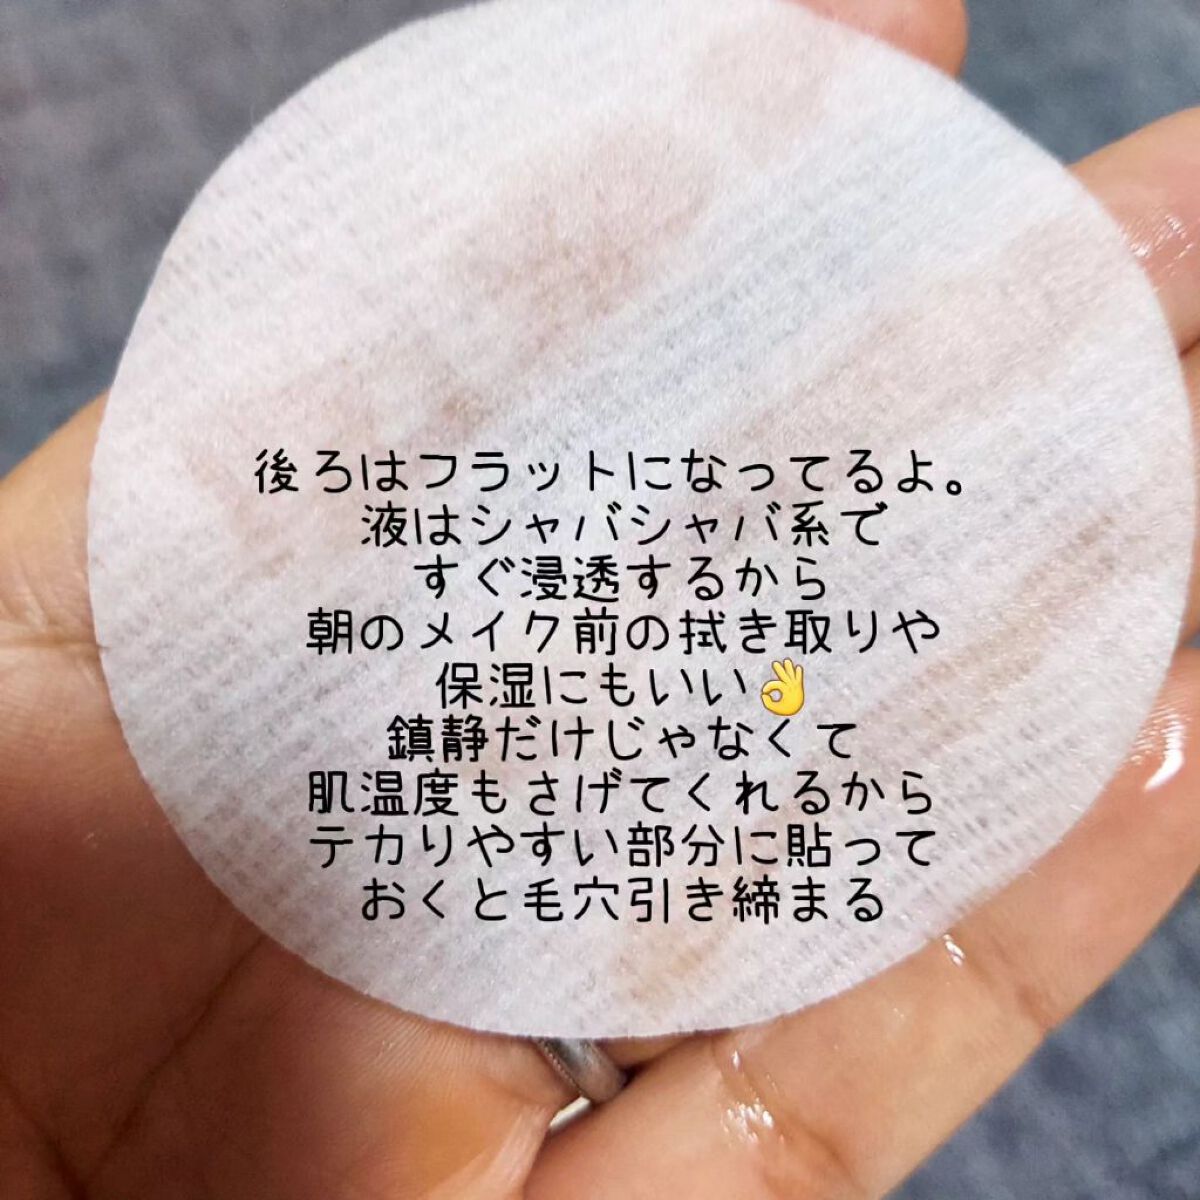 後ろはフラットになってるよ。
液はシャバシャバ系で
すぐ浸透するから
朝のメイク前の拭き取りや
保湿にもいい👌
鎮静だけじゃなくて
肌温度もさげてくれるから
テカりやすい部分に貼って
おくと毛穴引き締まる